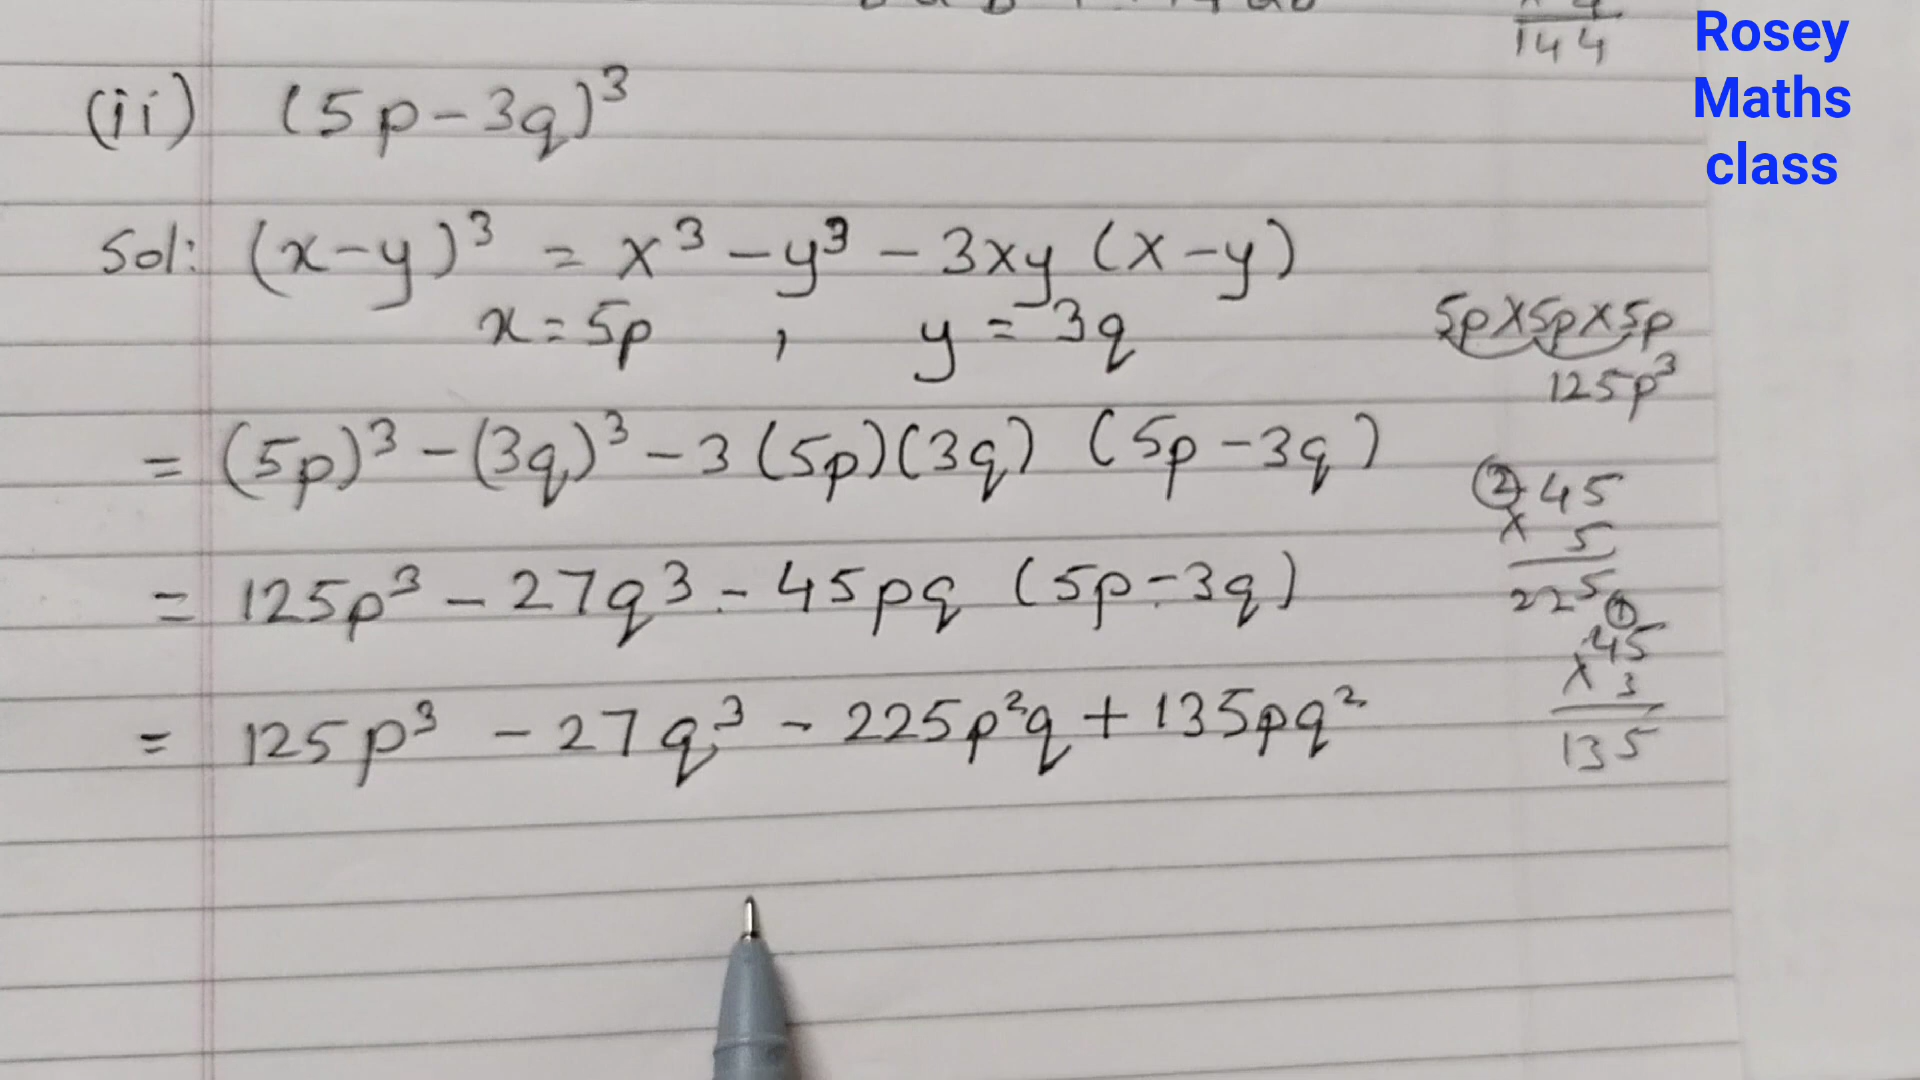 144
Rosey
Maths
class
(ii) (5p-3q)³
Sol: (x-y)³ = x³ - y³ - 3xy (x-y)
x = 5p , y = 3q
5p×5p×5p
125p³
= (5p)³ - (3q)³ - 3 (5p)(3q) (5p-3q)
② 45
× 5
225
= 125p³ - 27q³ - 45pq (5p-3q)
①
45
× 3
135
= 125p³ - 27q³ - 225p²q + 135pq²